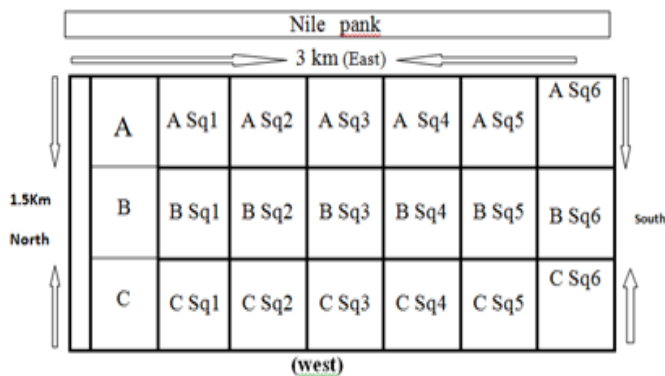 Nile pank
3 km (East)
A A Sq1 A Sq2 A Sq3 A Sq4 A Sq5 A Sq6
1.5Km
North
B B Sq1 B Sq2 B Sq3 B Sq4 B Sq5 B Sq6
South
C C Sq1 C Sq2 C Sq3 C Sq4 C Sq5 C Sq6
(west)